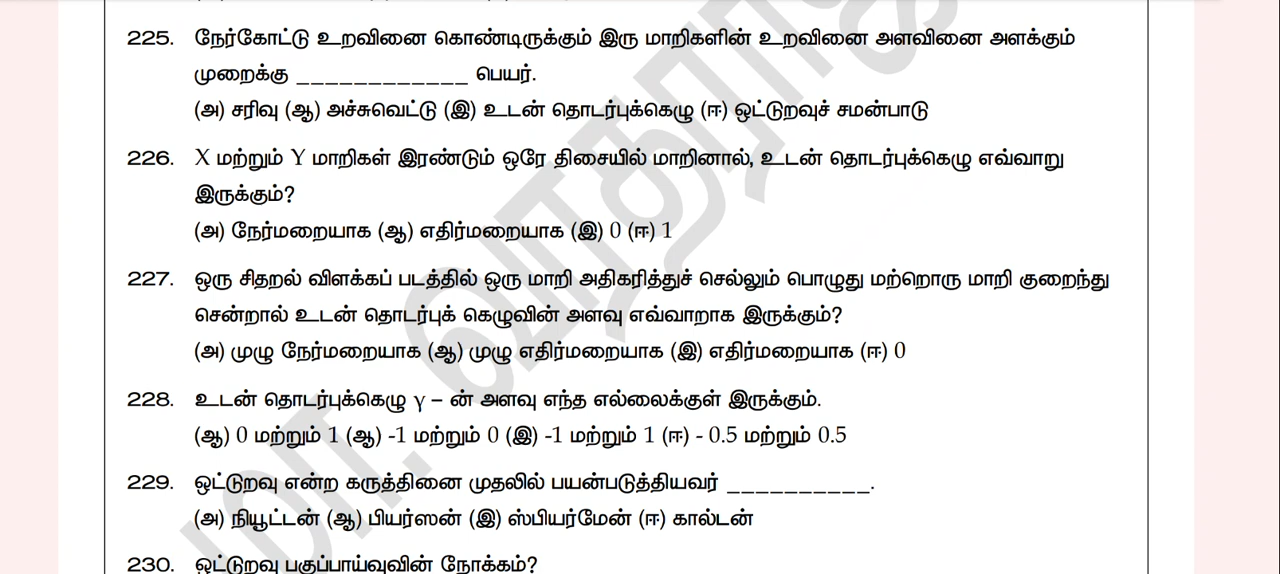 225. நேர்கோட்டு உறவினை கொண்டிருக்கும் இரு மாறிகளின் உறவினை அளவினை அளக்கும்
முறைக்கு ____________ பெயர்.
(அ) சரிவு (ஆ) அச்சுவெட்டு (இ) உடன் தொடர்புக்கெழு (ஈ) ஒட்டுறவுச் சமன்பாடு
226. X மற்றும் Y மாறிகள் இரண்டும் ஒரே திசையில் மாறினால், உடன் தொடர்புக்கெழு எவ்வாறு
இருக்கும்?
(அ) நேர்மறையாக (ஆ) எதிர்மறையாக (இ) 0 (ஈ) 1
227. ஒரு சிதறல் விளக்கப் படத்தில் ஒரு மாறி அதிகரித்துச் செல்லும் பொழுது மற்றொரு மாறி குறைந்து
சென்றால் உடன் தொடர்புக் கெழுவின் அளவு எவ்வாறாக இருக்கும்?
(அ) முழு நேர்மறையாக (ஆ) முழு எதிர்மறையாக (இ) எதிர்மறையாக (ஈ) 0
228. உடன் தொடர்புக்கெழு γ – ன் அளவு எந்த எல்லைக்குள் இருக்கும்.
(ஆ) 0 மற்றும் 1 (ஆ) -1 மற்றும் 0 (இ) -1 மற்றும் 1 (ஈ) - 0.5 மற்றும் 0.5
229. ஒட்டுறவு என்ற கருத்தினை முதலில் பயன்படுத்தியவர் __________.
(அ) நியூட்டன் (ஆ) பியர்ஸன் (இ) ஸ்பியர்மேன் (ஈ) கால்டன்
230. ஒட்டுறவு பகுப்பாய்வுவின் நோக்கம்?